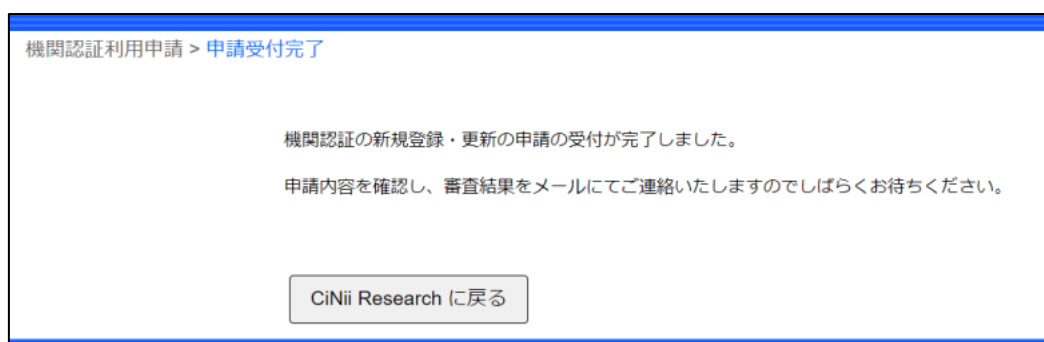 機関認証利用申請 > 申請受付完了
機関認証の新規登録・更新の申請の受付が完了しました。
申請内容を確認し、審査結果をメールにてご連絡いたしますのでしばらくお待ちください。
CiNii Research に戻る